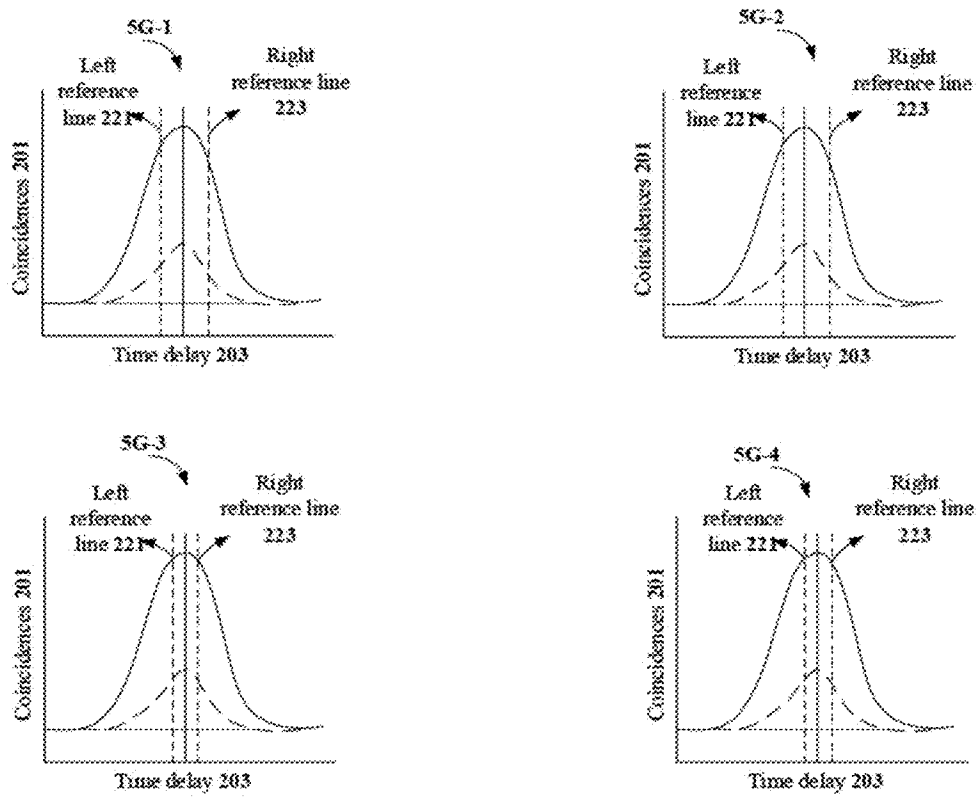 5G-1
Left
reference
line 221
Right
reference line
223
Coincidences 201
Time delay 203
5G-2
Left
reference
line 221
Right
reference line
223
Coincidences 201
Time delay 203
5G-3
Left
reference
line 221
Right
reference line
223
Coincidences 201
Time delay 203
5G-4
Left
reference
line 221
Right
reference line
223
Coincidences 201
Time delay 203